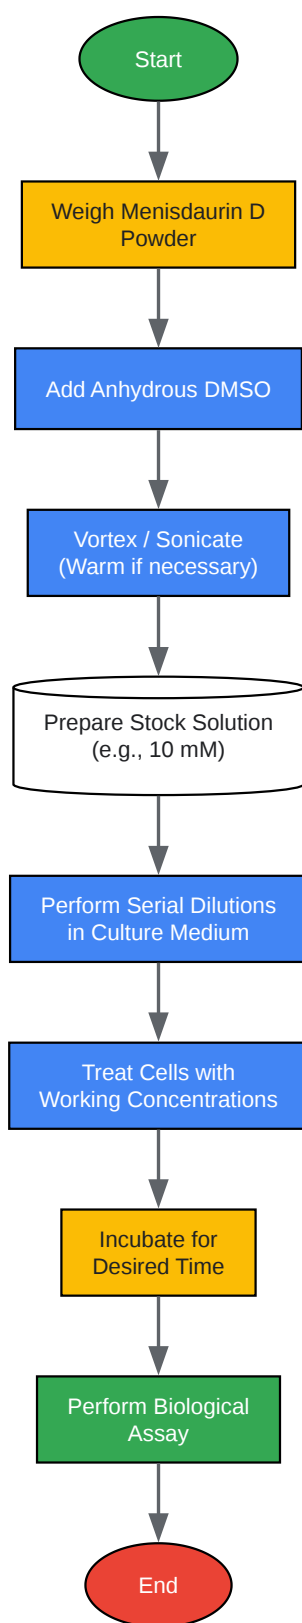 Start
Weigh Menisdaurin D
Powder
Add Anhydrous DMSO
Vortex / Sonicate
(Warm if necessary)
Prepare Stock Solution
(e.g., 10 mM)
Perform Serial Dilutions
in Culture Medium
Treat Cells with
Working Concentrations
Incubate for
Desired Time
Perform Biological
Assay
End